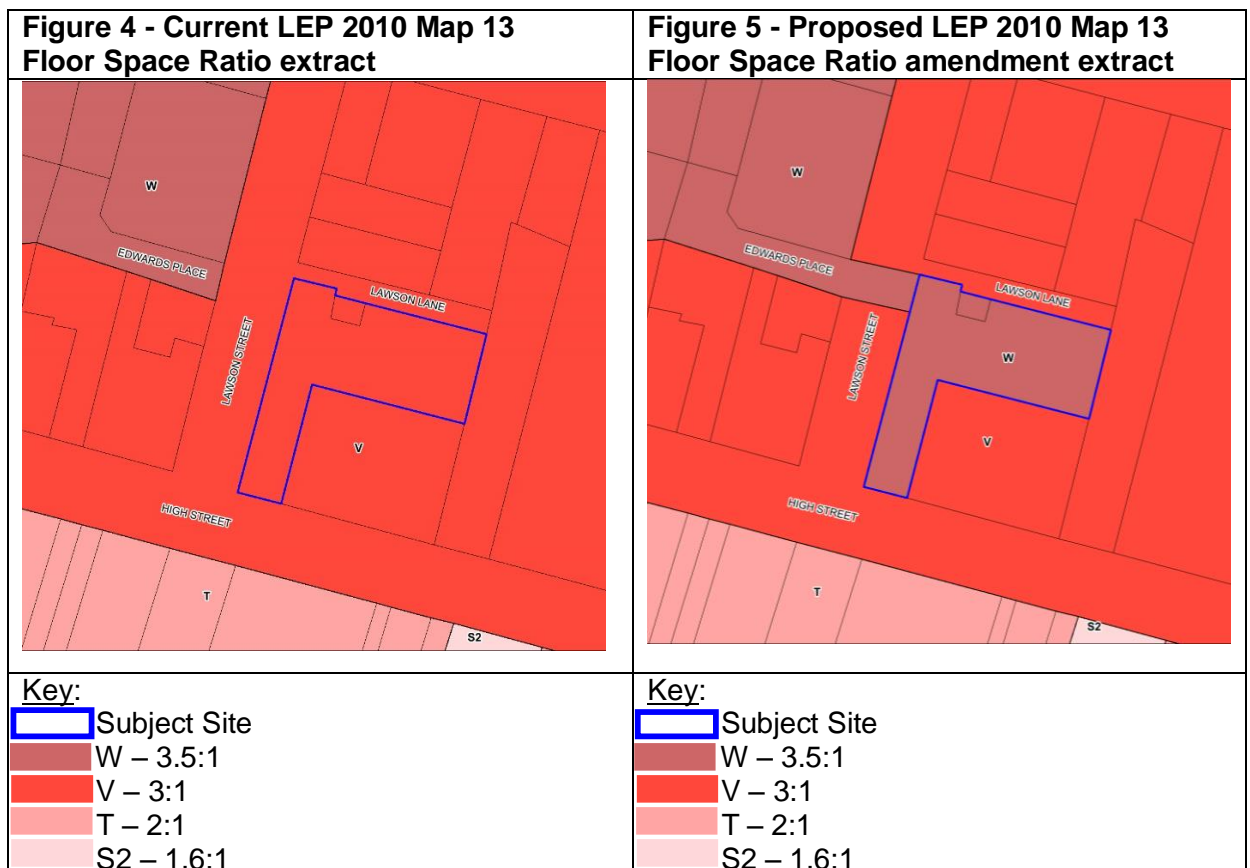 Figure 4 - Current LEP 2010 Map 13
Floor Space Ratio extract
W
EDWARDS PLACE
LAWSON LANE
LAWSON STREET
V
HIGH STREET
T
S2
Key:
Subject Site
W – 3.5:1
V – 3:1
T – 2:1
S2 – 1.6:1
Figure 5 - Proposed LEP 2010 Map 13
Floor Space Ratio amendment extract
W
EDWARDS PLACE
LAWSON LANE
LAWSON STREET
W
V
HIGH STREET
T
S2
Key:
Subject Site
W – 3.5:1
V – 3:1
T – 2:1
S2 – 1.6:1